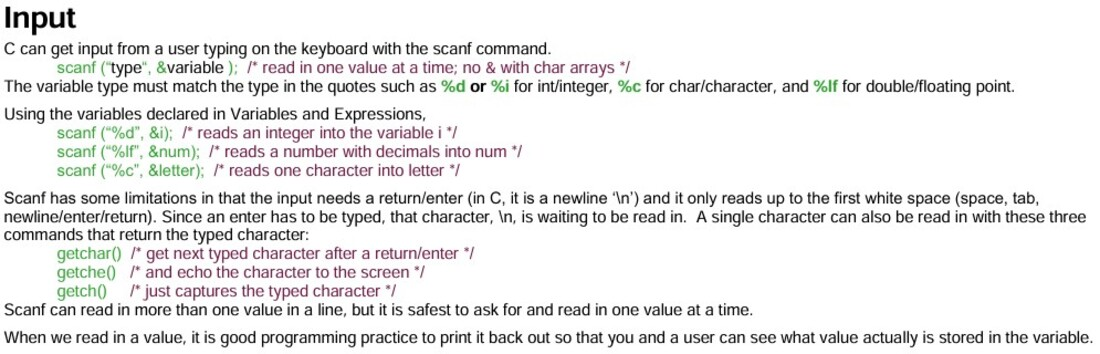 Input
C can get input from a user typing on the keyboard with the scanf command.
scanf (“type“, &variable ); /* read in one value at a time; no & with char arrays */
The variable type must match the type in the quotes such as %d or %i for int/integer, %c for char/character, and %lf for double/floating point.
Using the variables declared in Variables and Expressions,
scanf (“%d”, &i); /* reads an integer into the variable i */
scanf (“%lf”, &num); /* reads a number with decimals into num */
scanf (“%c”, &letter); /* reads one character into letter */
Scanf has some limitations in that the input needs a return/enter (in C, it is a newline ‘\n’) and it only reads up to the first white space (space, tab,
newline/enter/return). Since an enter has to be typed, that character, \n, is waiting to be read in. A single character can also be read in with these three
commands that return the typed character:
getchar() /* get next typed character after a return/enter */
getche() /* and echo the character to the screen */
getch() /* just captures the typed character */
Scanf can read in more than one value in a line, but it is safest to ask for and read in one value at a time.
When we read in a value, it is good programming practice to print it back out so that you and a user can see what value actually is stored in the variable.